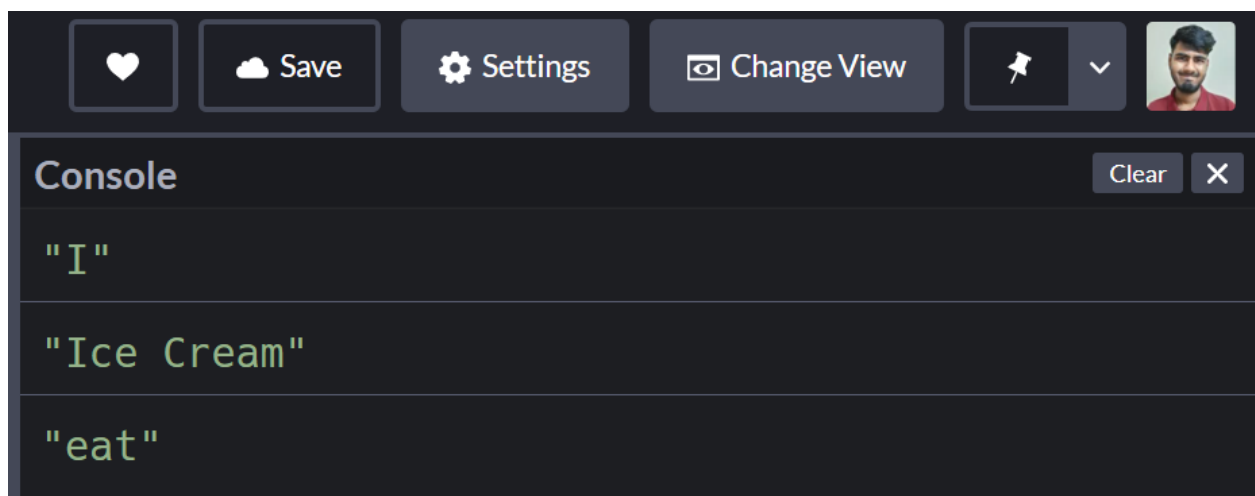 Save Settings Change View
Console Clear
"I"
"Ice Cream"
"eat"